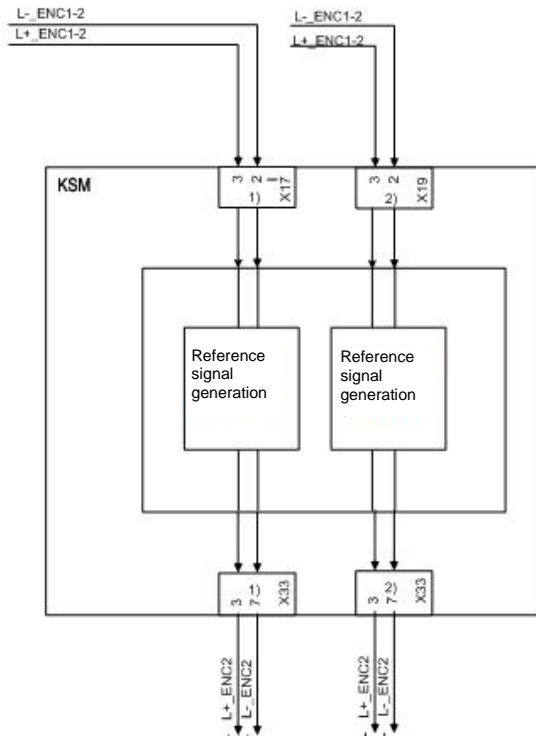 L-_ENC1-2
L+_ENC1-2
L-_ENC1-2
L+_ENC1-2
KSM
3 2 1
1)
X17
3 2
2)
X19
Reference
signal
generation
Reference
signal
generation
3 7
1)
X33
3 7
2)
X33
L+_ENC2
L-_ENC2
L+_ENC2
L-_ENC2